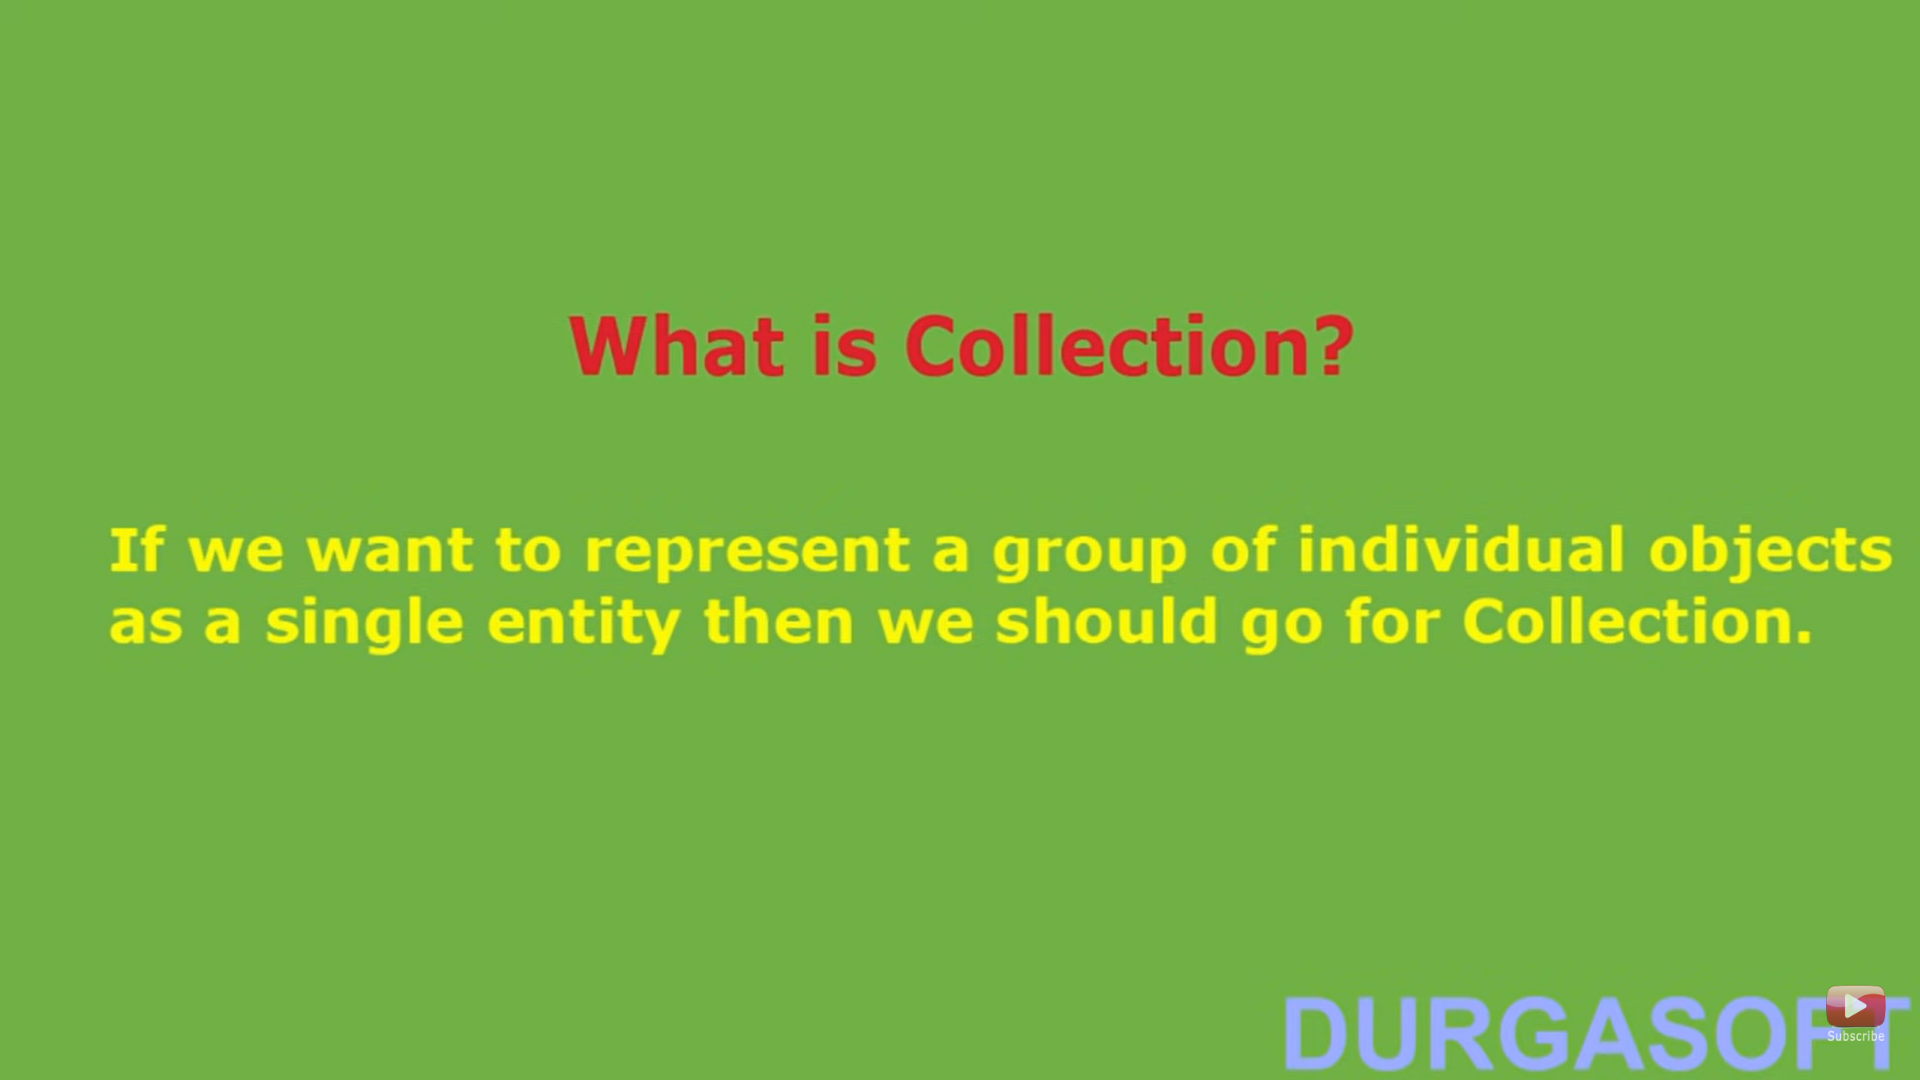 What is Collection?
If we want to represent a group of individual objects
as a single entity then we should go for Collection.
DURGASOFT
Subscribe